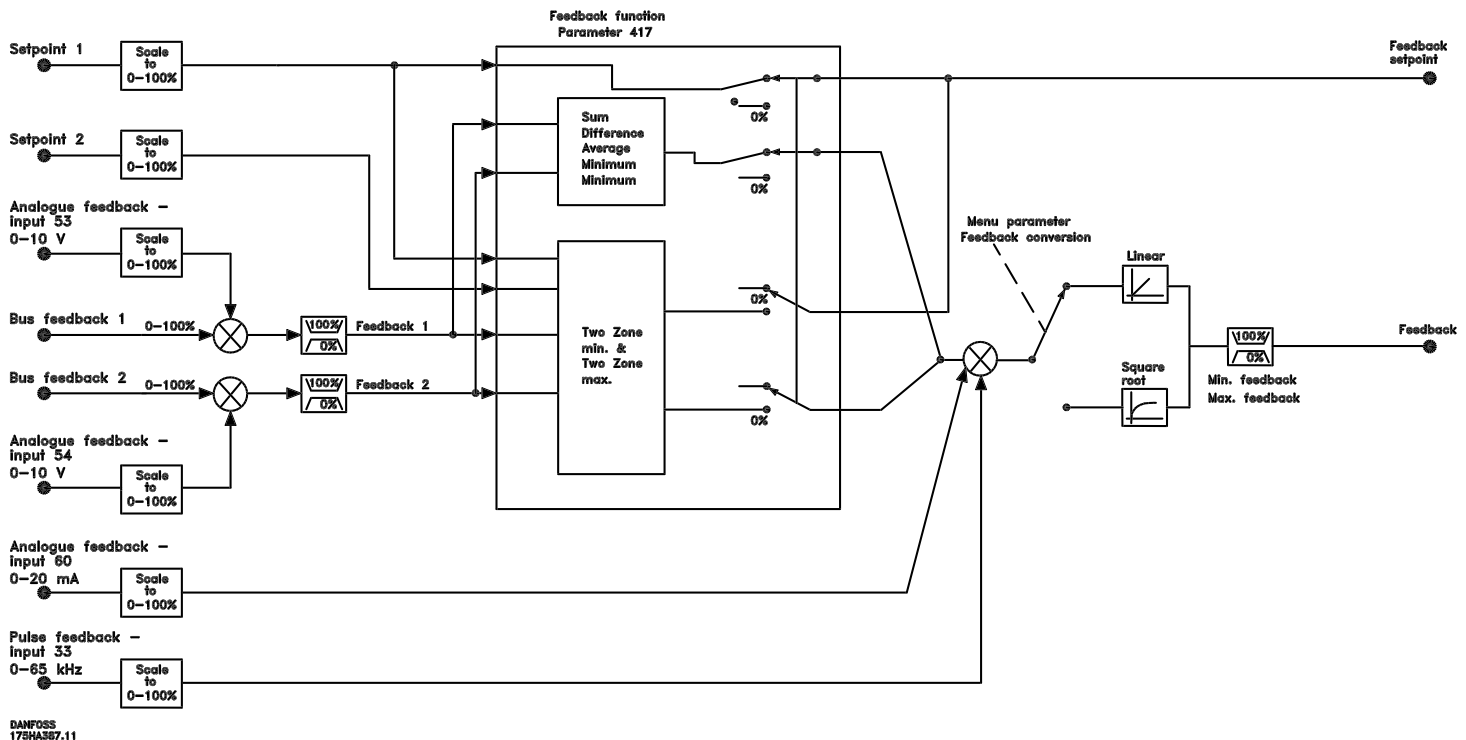 Feedback function
Parameter 417
Setpoint 1
Scale
to
0-100%
Feedback
setpoint
0%
Sum
Difference
Average
Minimum
Minimum
Setpoint 2
Scale
to
0-100%
0%
Analogue feedback -
input 53
0-10 V
Scale
to
0-100%
Menu parameter
Feedback conversion
Linear
0%
Bus feedback 1
0-100%
100%
0%
Feedback 1
Two Zone
min. &
Two Zone
max.
Feedback
100%
0%
Min. feedback
Max. feedback
Bus feedback 2
0-100%
100%
0%
Feedback 2
Square
root
0%
Analogue feedback -
input 54
0-10 V
Scale
to
0-100%
Analogue feedback -
input 60
0-20 mA
Scale
to
0-100%
Pulse feedback -
input 33
0-65 kHz
Scale
to
0-100%
DANFOSS
175HA387.11